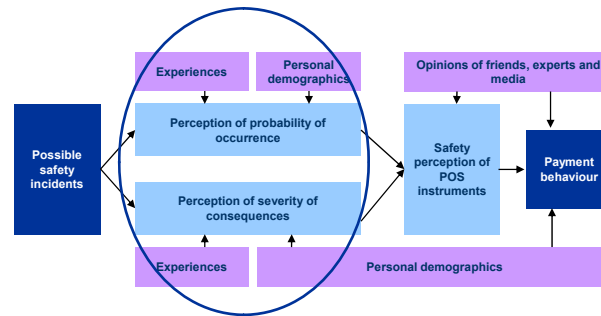 Experiences
Personal
demographics
Opinions of friends, experts and
media
Possible
safety
incidents
Perception of probability of
occurrence
Safety
perception of
POS
instruments
Payment
behaviour
Perception of severity of
consequences
Experiences
Personal demographics